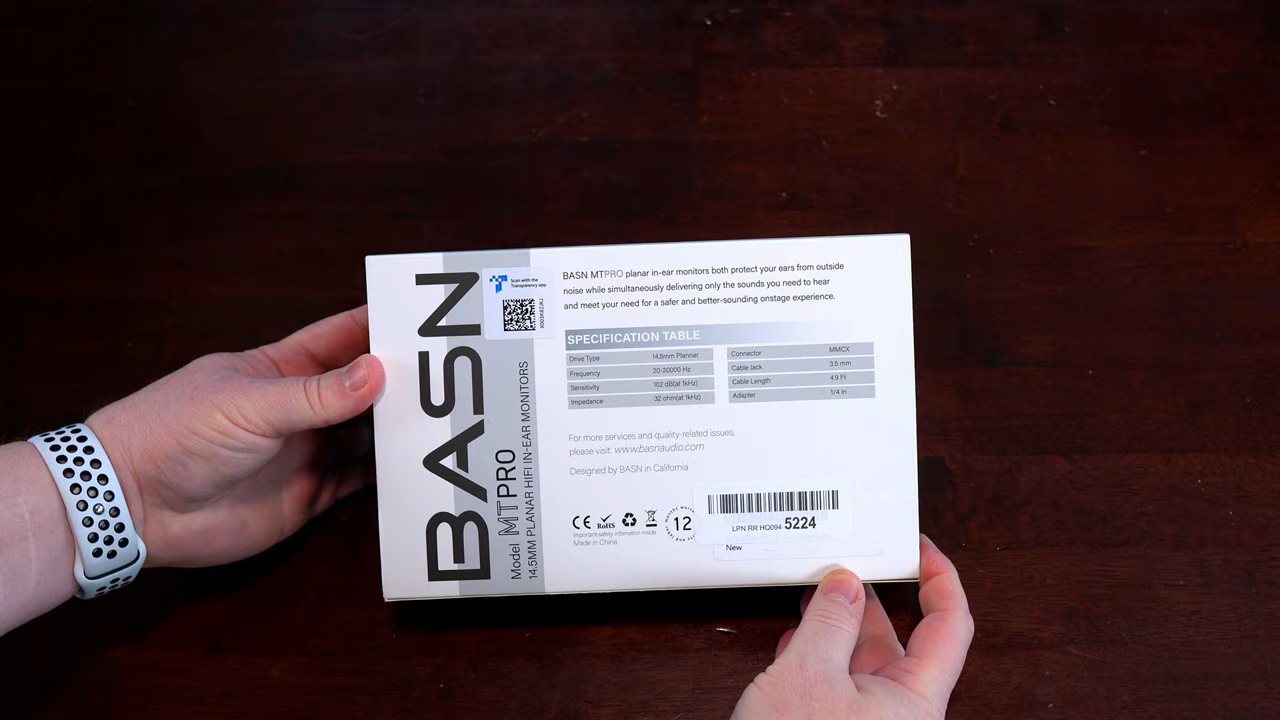 BASN
Model MTPRO
14.5MM PLANAR HIFI IN-EAR MONITORS
Scan with the
Transparency app
BASN MTPRO planar in-ear monitors both protect your ears from outside
noise while simultaneously delivering only the sounds you need to hear
and meet your need for a safer and better-sounding onstage experience.
SPECIFICATION TABLE
Drive Type 14.5mm Plannar
Frequency 20-20000 Hz
Sensitivity 102 dB(at 1kHz)
Impedance 32 ohm(at 1kHz)
Connector MMCX
Cable Jack 3.5 mm
Cable Length 4.9 Ft
Adapter 1/4 In
For more services and quality-related issues,
please visit: www.basnaudio.com
Designed by BASN in California
CE RoHS
12
Important safety information inside
Made in China
LPN RR HQ094 5224
New